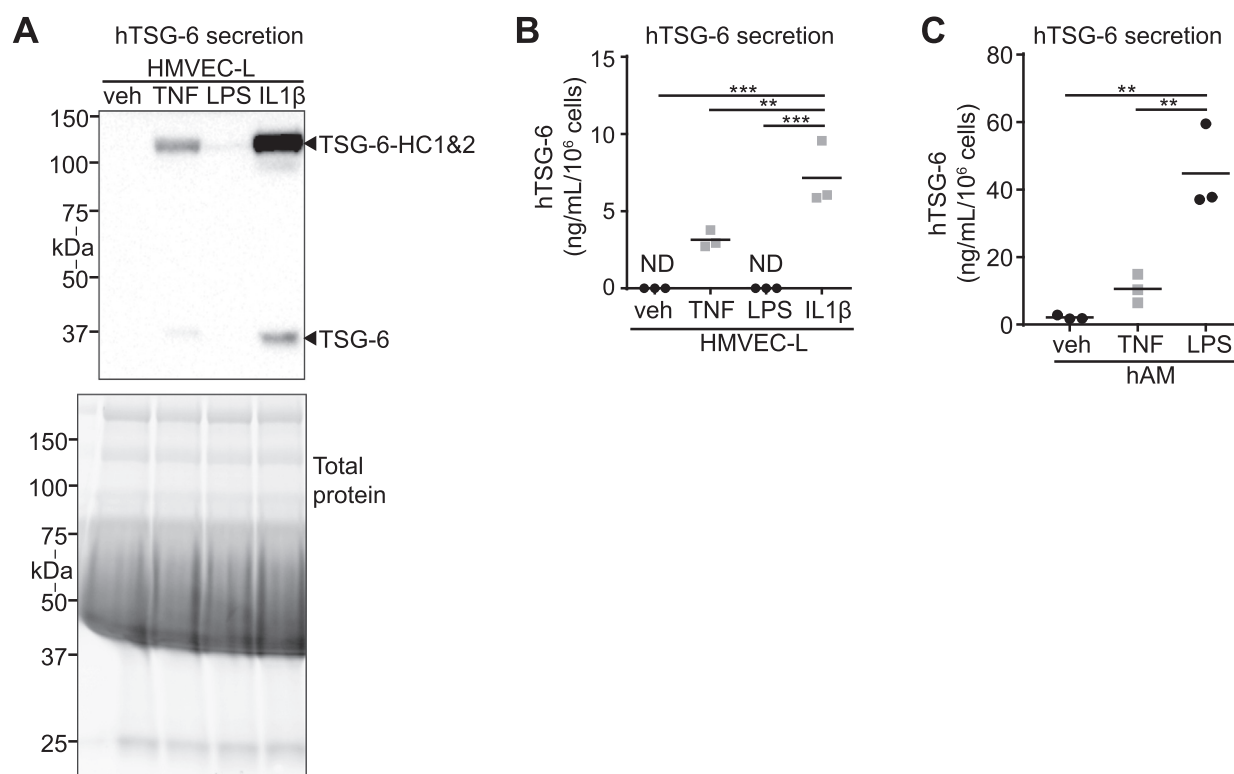 A
hTSG-6 secretion
HMVEC-L
veh TNF LPS IL1β
150
100
75
kDa
50
37
TSG-6-HC1&2
TSG-6
150
100
75
kDa
50
37
25
Total
protein
B
hTSG-6 secretion
hTSG-6
(ng/mL/10⁶ cells)
15
10
5
0
***
**
***
ND
ND
veh TNF LPS IL1β
HMVEC-L
C
hTSG-6 secretion
hTSG-6
(ng/mL/10⁶ cells)
80
60
40
20
0
**
**
veh TNF LPS
hAM